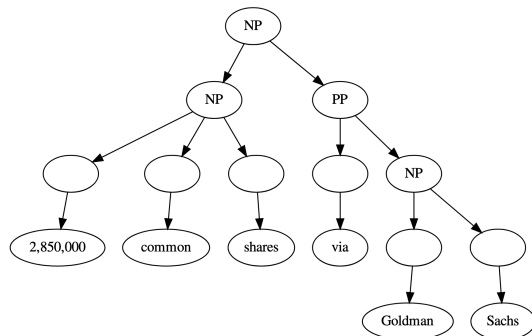 NP
NP PP
NP
2,850,000 common shares via
Goldman Sachs